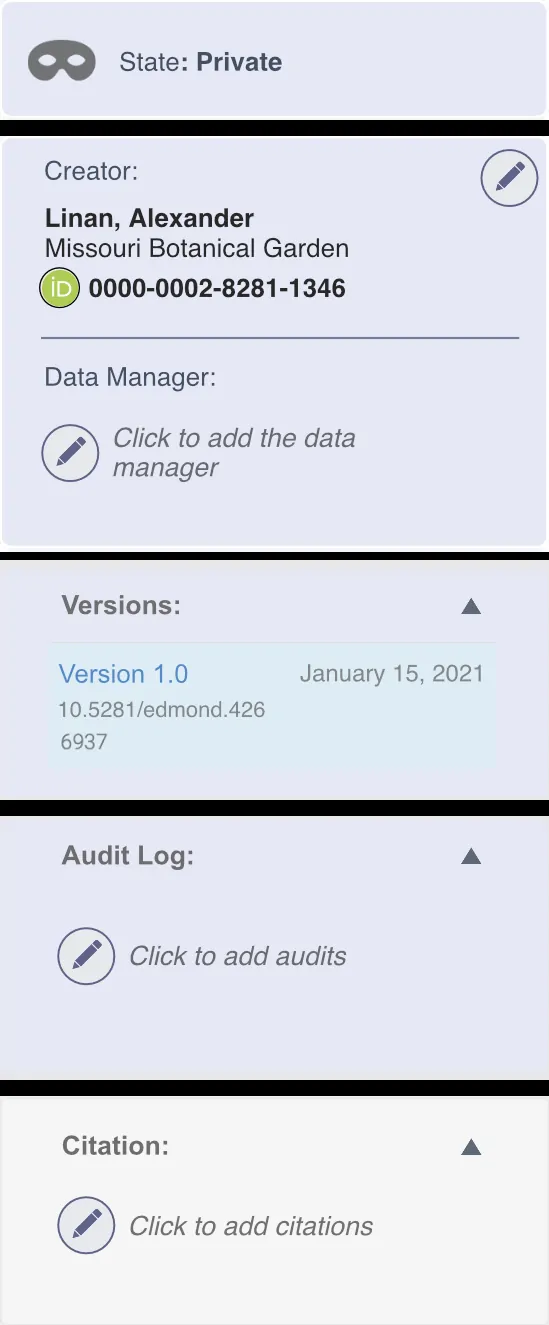 State: Private
Creator:
Linan, Alexander
Missouri Botanical Garden
iD 0000-0002-8281-1346
Data Manager:
Click to add the data
manager
Versions:
Version 1.0 January 15, 2021
10.5281/edmond.426
6937
Audit Log:
Click to add audits
Citation:
Click to add citations